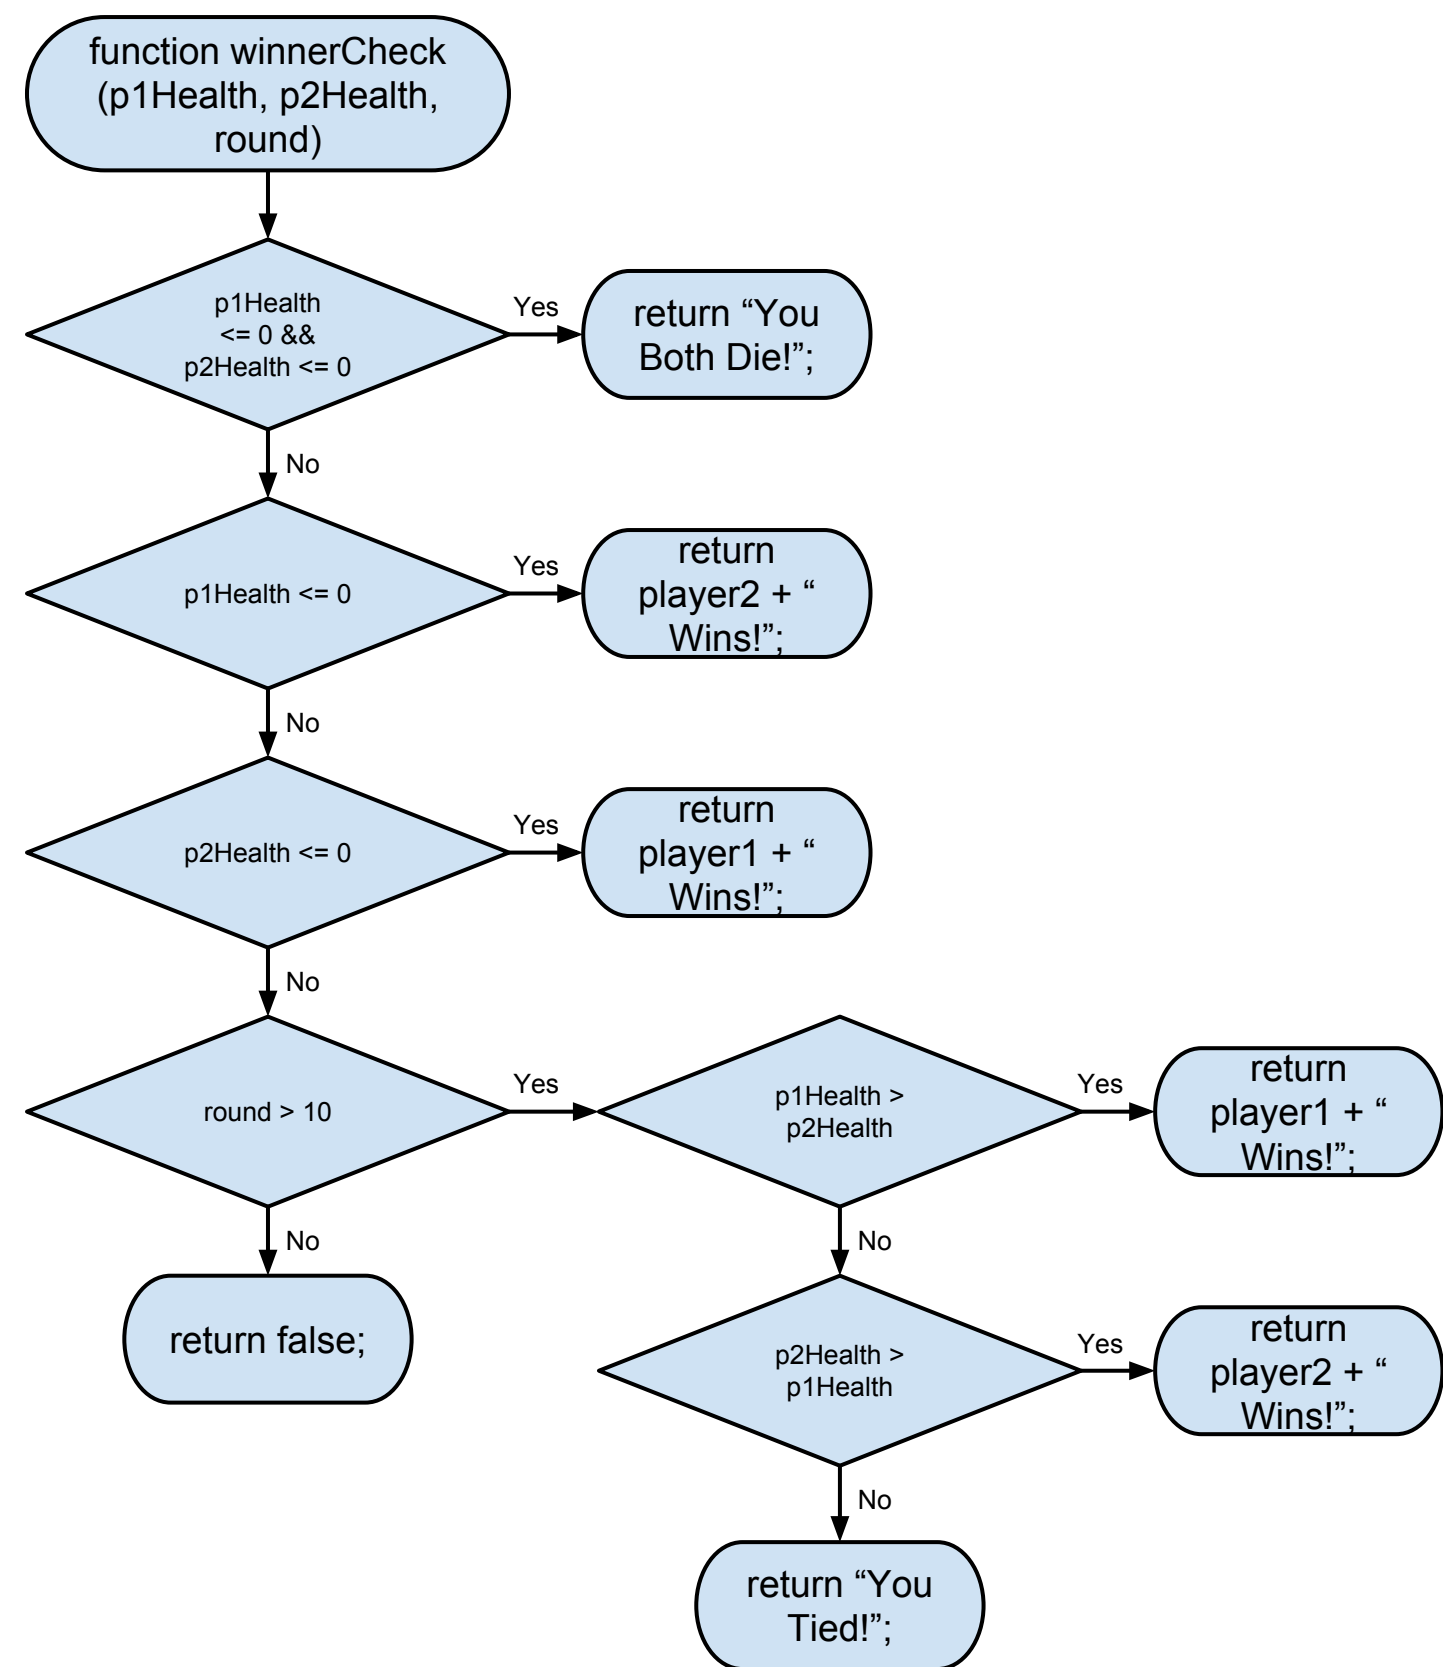 function winnerCheck
(p1Health, p2Health,
round)
p1Health
<= 0 &&
p2Health <= 0
Yes
return “You
Both Die!”;
No
p1Health <= 0
Yes
return
player2 + “
Wins!”;
No
p2Health <= 0
Yes
return
player1 + “
Wins!”;
No
round > 10
Yes
p1Health >
p2Health
Yes
return
player1 + “
Wins!”;
No
return false;
No
p2Health >
p1Health
Yes
return
player2 + “
Wins!”;
No
return “You
Tied!”;